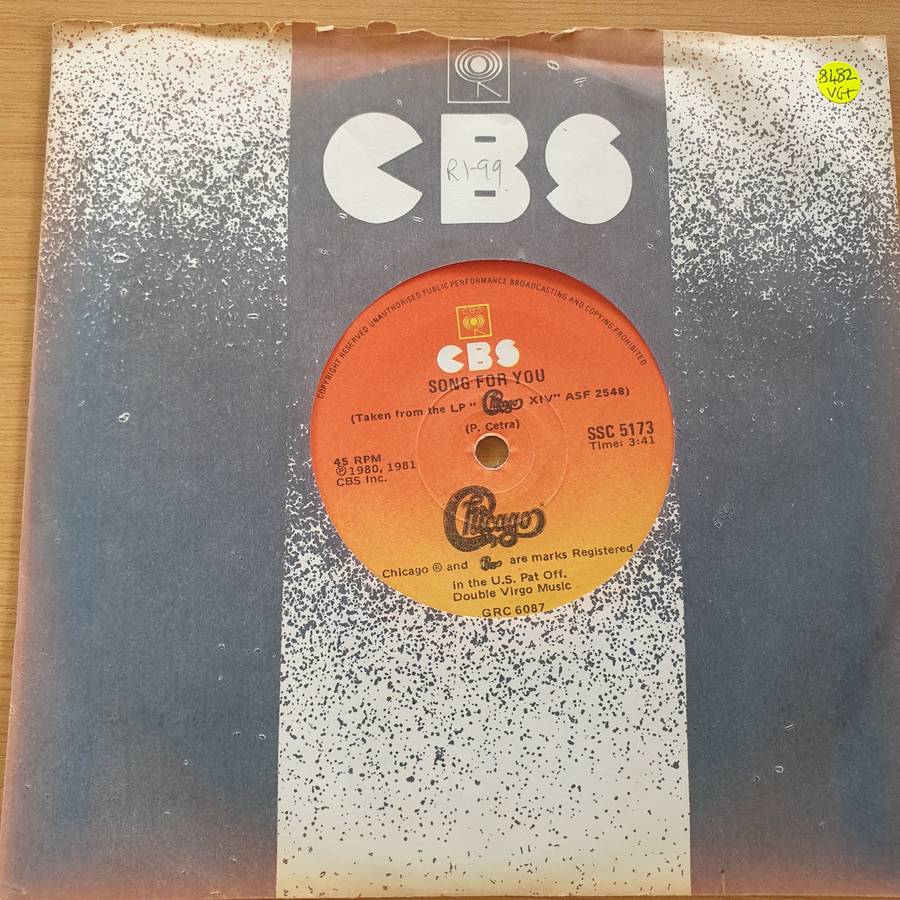 8482
VG+
CBS
R1-99
COPYRIGHT RESERVED UNAUTHORISED PUBLIC PERFORMANCE BROADCASTING AND COPYING PROHIBITED
CBS
CBS
SONG FOR YOU
(Taken from the LP "Chicago XIV" ASF 2548)
(P. Cetra)
SSC 5173
Time: 3:41
45 RPM
Ⓟ 1980, 1981
CBS Inc.
Chicago
Chicago ® and Chicago are marks Registered
in the U.S. Pat Off.
Double Virgo Music
GRC 6087